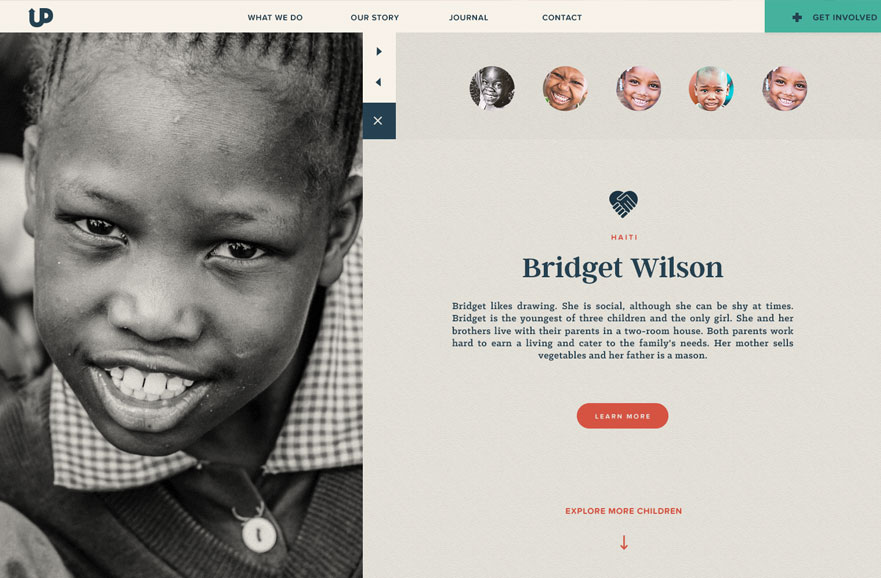 UP
WHAT WE DO
OUR STORY
JOURNAL
CONTACT
GET INVOLVED
HAITI
Bridget Wilson
Bridget likes drawing. She is social, although she can be shy at times.
Bridget is the youngest of three children and the only girl. She and her
brothers live with their parents in a two-room house. Both parents work
hard to earn a living and cater to the family's needs. Her mother sells
vegetables and her father is a mason.
LEARN MORE
EXPLORE MORE CHILDREN